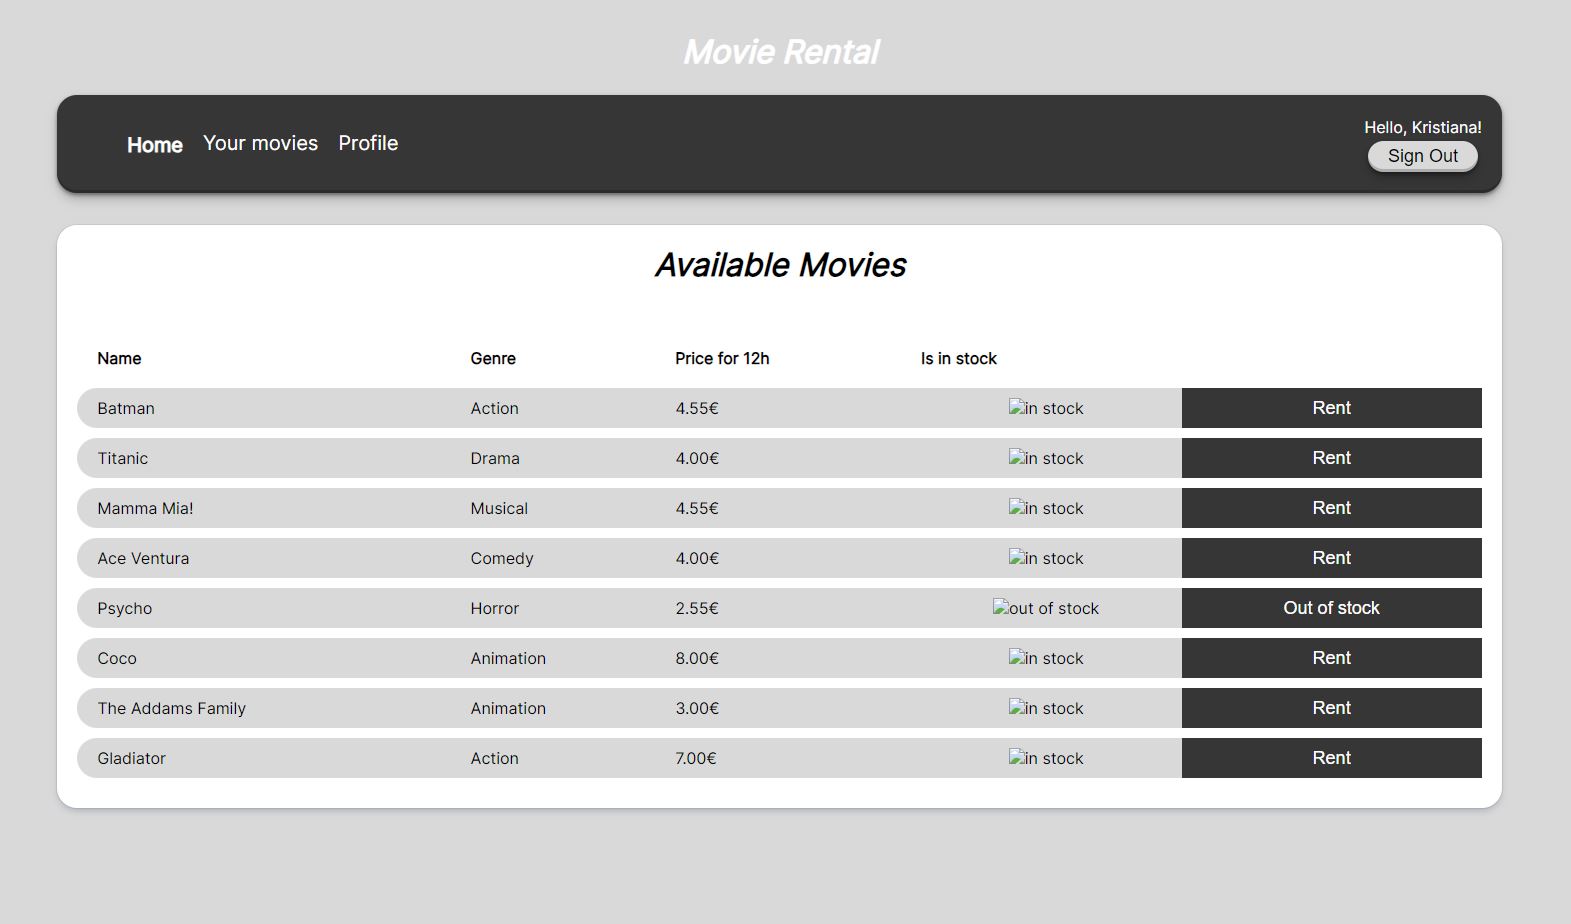 Movie Rental
Home Your movies Profile
Hello, Kristiana!
Sign Out
Available Movies
Name Genre Price for 12h Is in stock
Batman Action 4.55€ in stock Rent
Titanic Drama 4.00€ in stock Rent
Mamma Mia! Musical 4.55€ in stock Rent
Ace Ventura Comedy 4.00€ in stock Rent
Psycho Horror 2.55€ out of stock Out of stock
Coco Animation 8.00€ in stock Rent
The Addams Family Animation 3.00€ in stock Rent
Gladiator Action 7.00€ in stock Rent